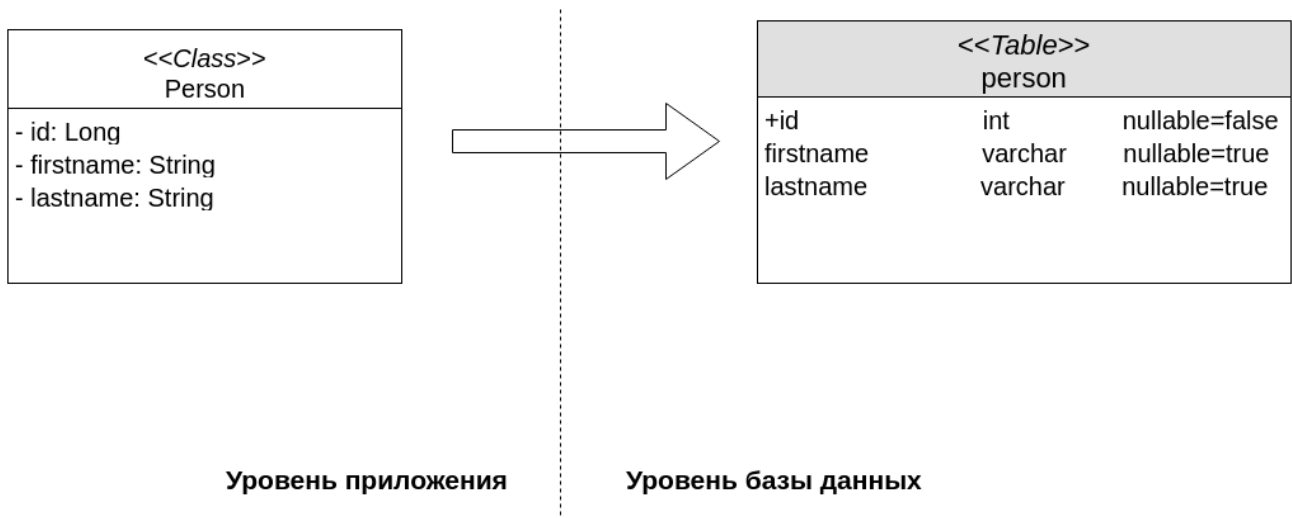 <<Class>>
Person
- id: Long
- firstname: String
- lastname: String
<<Table>>
person
+id int nullable=false
firstname varchar nullable=true
lastname varchar nullable=true
Уровень приложения
Уровень базы данных